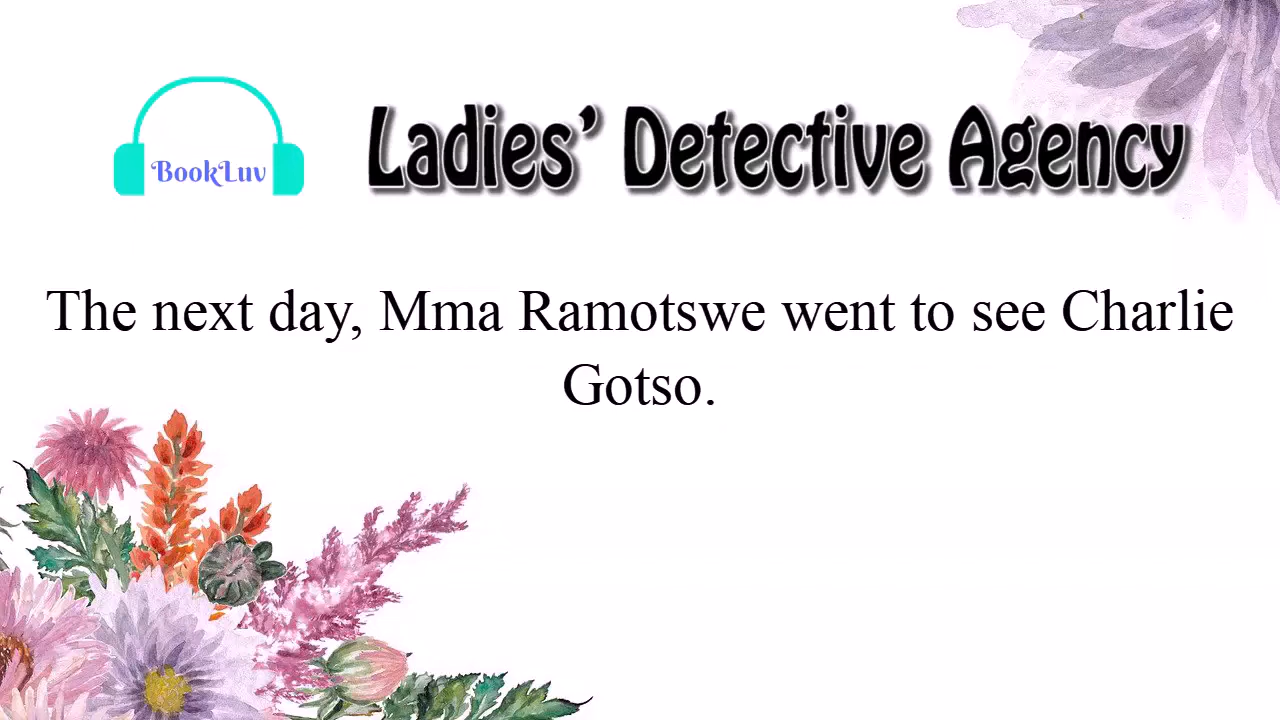 BookLuv
Ladies’ Detective Agency
The next day, Mma Ramotswe went to see Charlie
Gotso.